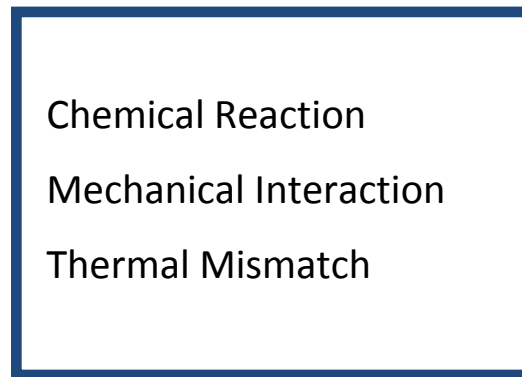 Chemical Reaction
Mechanical Interaction
Thermal Mismatch